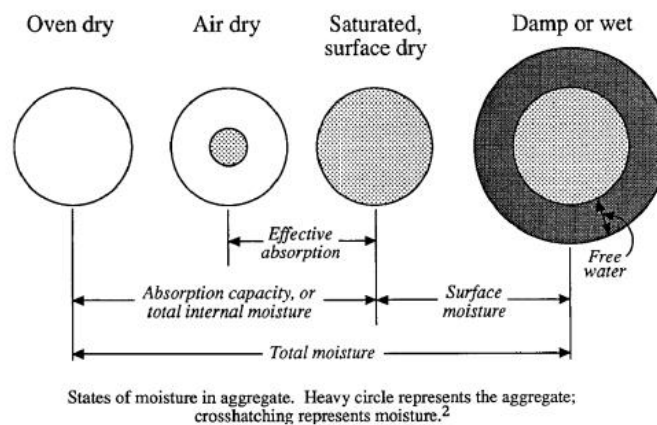 Oven dry
Air dry
Saturated,
surface dry
Damp or wet
Effective
absorption
Free
water
Absorption capacity, or
total internal moisture
Surface
moisture
Total moisture
States of moisture in aggregate. Heavy circle represents the aggregate;
crosshatching represents moisture.2